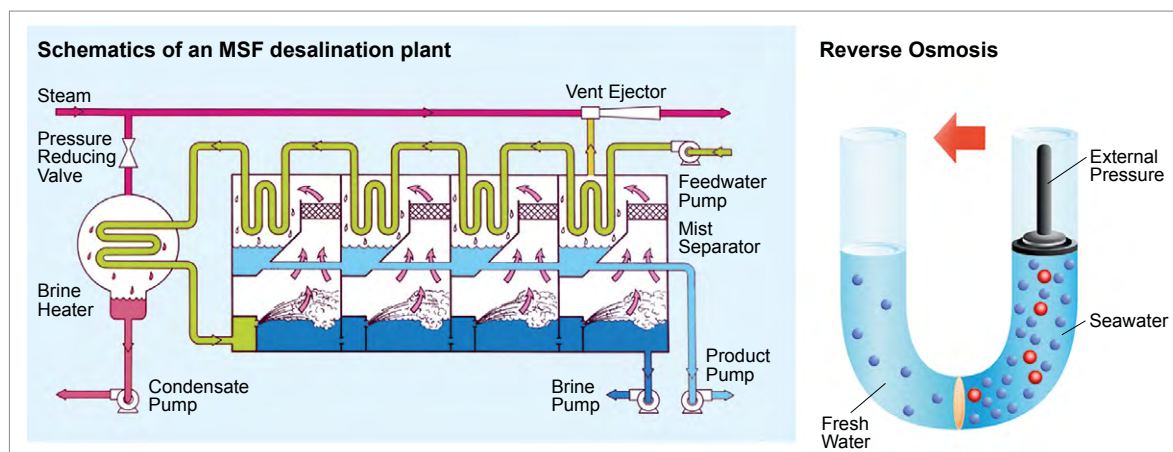 Schematics of an MSF desalination plant
Steam
Vent Ejector
Pressure
Reducing
Valve
Feedwater
Pump
Mist
Separator
Brine
Heater
Condensate
Pump
Brine
Pump
Product
Pump
Reverse Osmosis
External
Pressure
Seawater
Fresh
Water